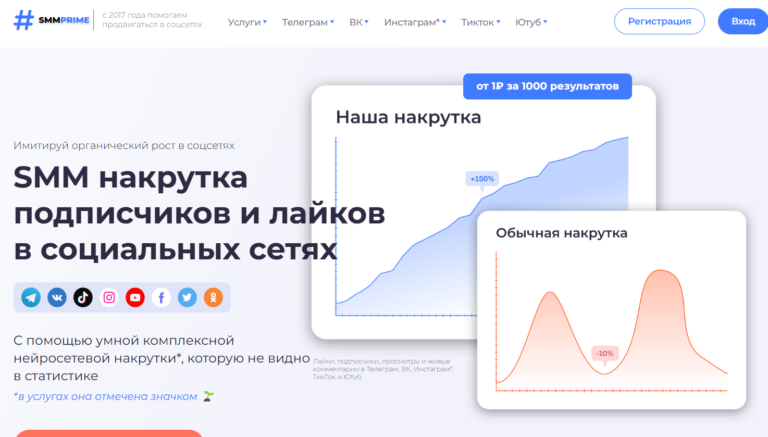 SMMPRIME
с 2017 года помогаем
продвигаться в соцсетях
Услуги Телеграм ВК Инстаграм* Тикток Ютуб
Регистрация Вход
от 1₽ за 1000 результатов
Наша накрутка
+150%
Имитируй органический рост в соцсетях
SMM накрутка
подписчиков и лайков
в социальных сетях
Обычная накрутка
-10%
С помощью умной комплексной
нейросетевой накрутки*, которую не видно
в статистике
*в услугах она отмечена значком
Лайки, подписчики, просмотры и живые
комментарии в Телеграм, ВК, Инстаграм*,
ТикТок и Ютуб.